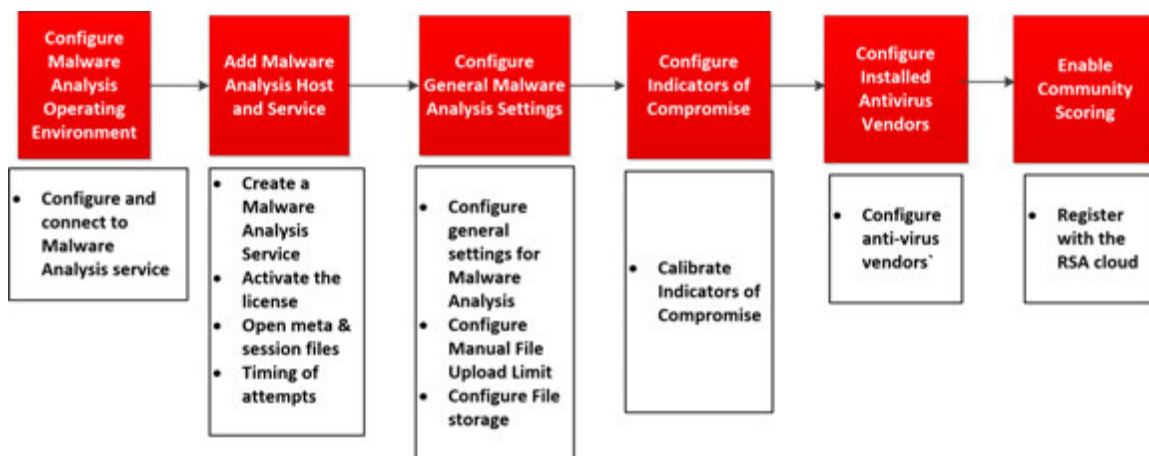 Configure
Malware
Analysis
Operating
Environment
Add Malware
Analysis Host
and Service
Configure
General Malware
Analysis Settings
Configure
Indicators of
Compromise
Configure
Installed
Antivirus
Vendors
Enable
Community
Scoring
• Configure and
connect to
Malware
Analysis service
• Create a
Malware
Analysis
Service
• Activate the
license
• Open meta &
session files
• Timing of
attempts
• Configure
general
settings for
Malware
Analysis
• Configure
Manual File
Upload Limit
• Configure File
storage
• Calibrate
Indicators of
Compromise
• Configure
anti-virus
vendors`
• Register
with the
RSA cloud